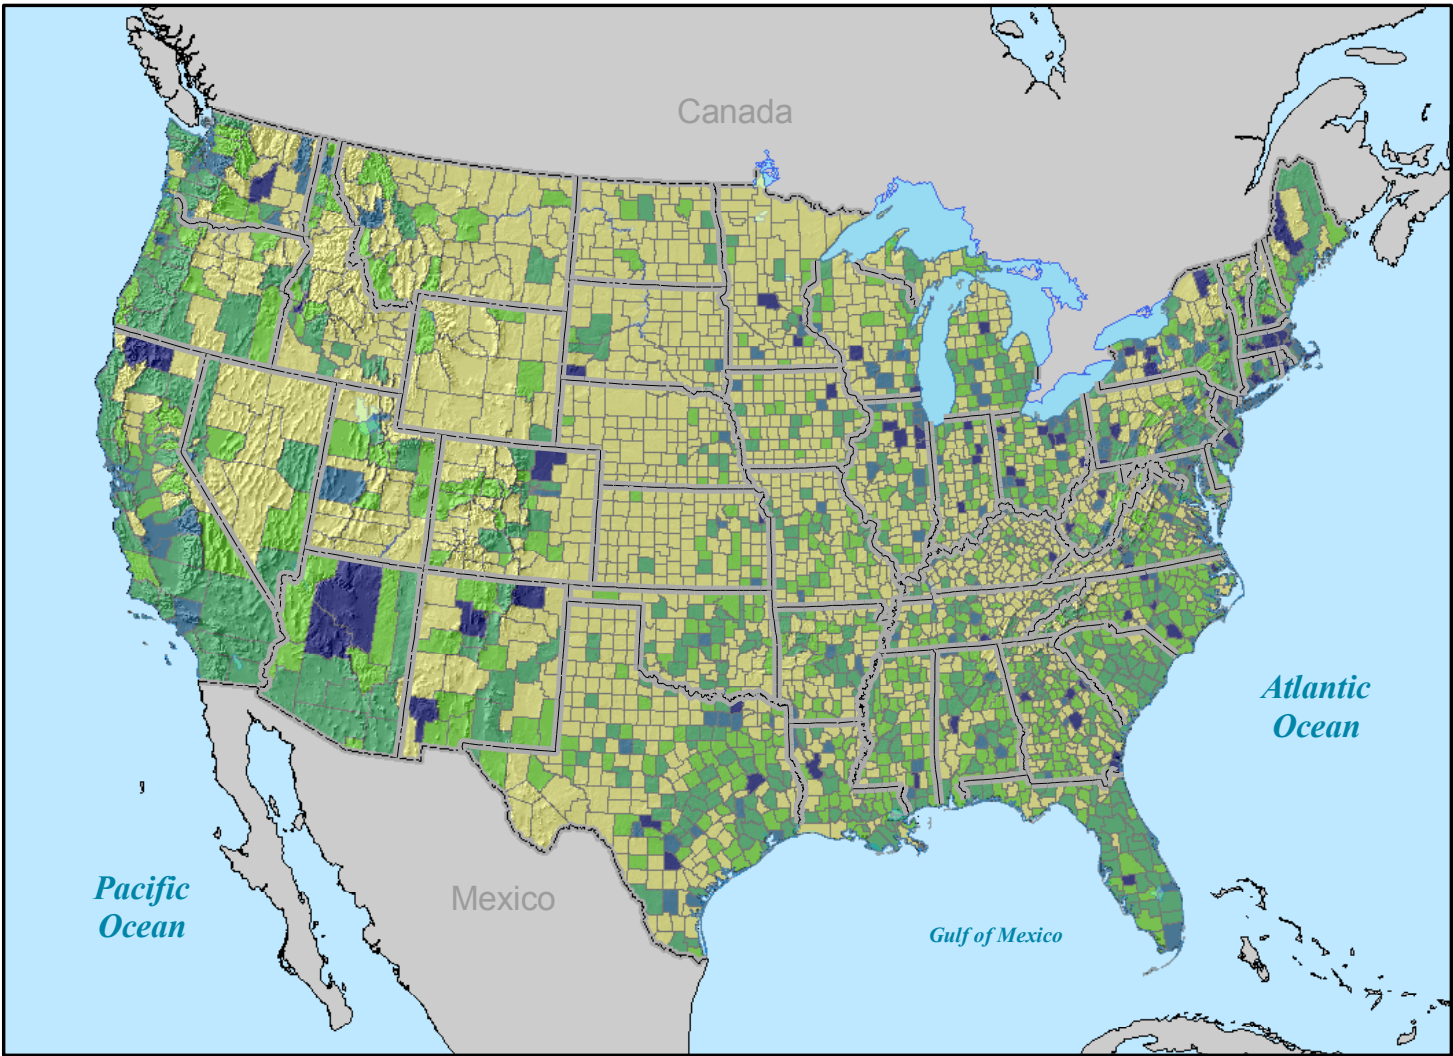 Canada
Atlantic
Ocean
Pacific
Ocean
Mexico
Gulf of Mexico